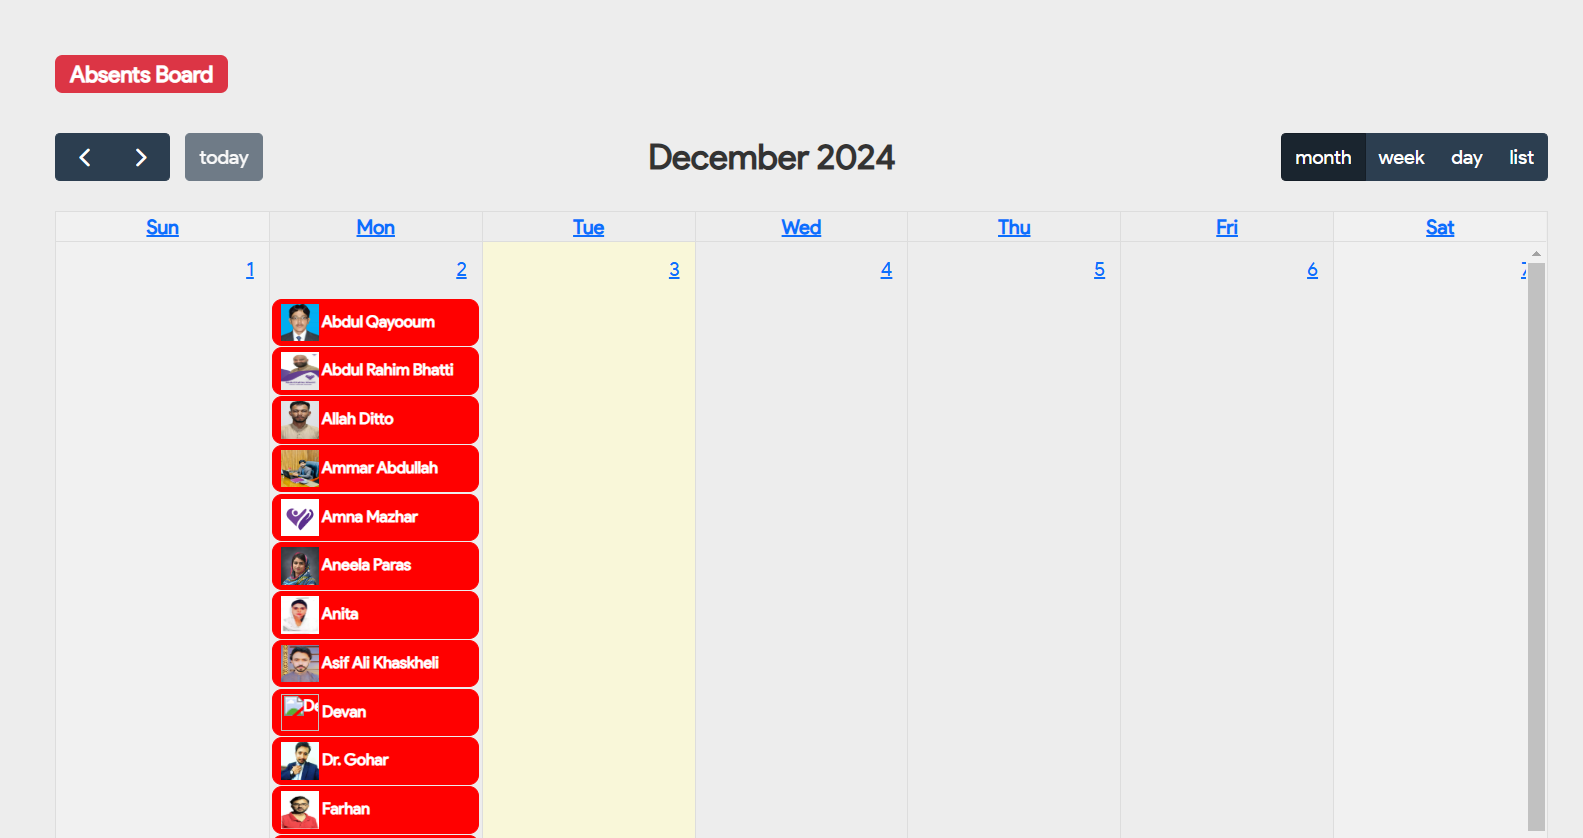 Absents Board
today
December 2024
month week day list
Sun Mon Tue Wed Thu Fri Sat
1 2 3 4 5 6 7
Abdul Qayooum
Abdul Rahim Bhatti
Allah Ditto
Ammar Abdullah
Amna Mazhar
Aneela Paras
Anita
Asif Ali Khaskheli
De
Devan
Dr. Gohar
Farhan